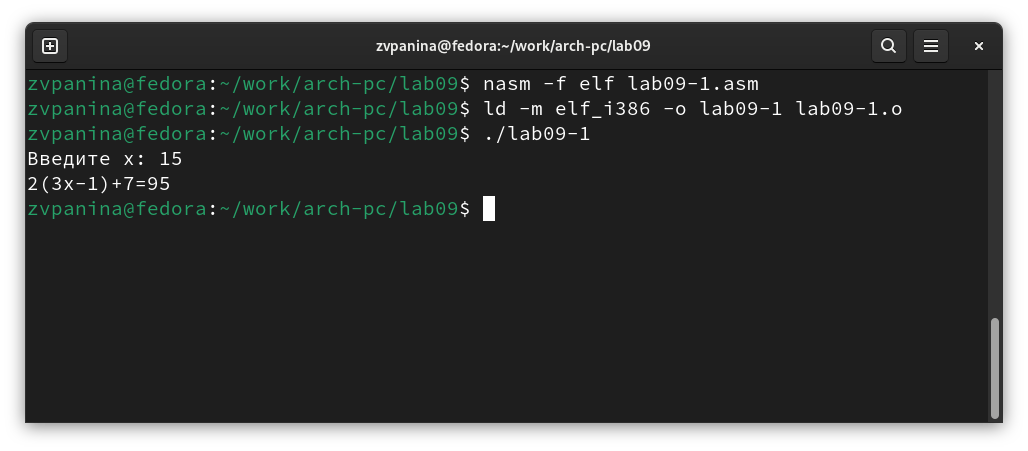 zvpanina@fedora:~/work/arch-pc/lab09
zvpanina@fedora:~/work/arch-pc/lab09$ nasm -f elf lab09-1.asm
zvpanina@fedora:~/work/arch-pc/lab09$ ld -m elf_i386 -o lab09-1 lab09-1.o
zvpanina@fedora:~/work/arch-pc/lab09$ ./lab09-1
Введите x: 15
2(3x-1)+7=95
zvpanina@fedora:~/work/arch-pc/lab09$